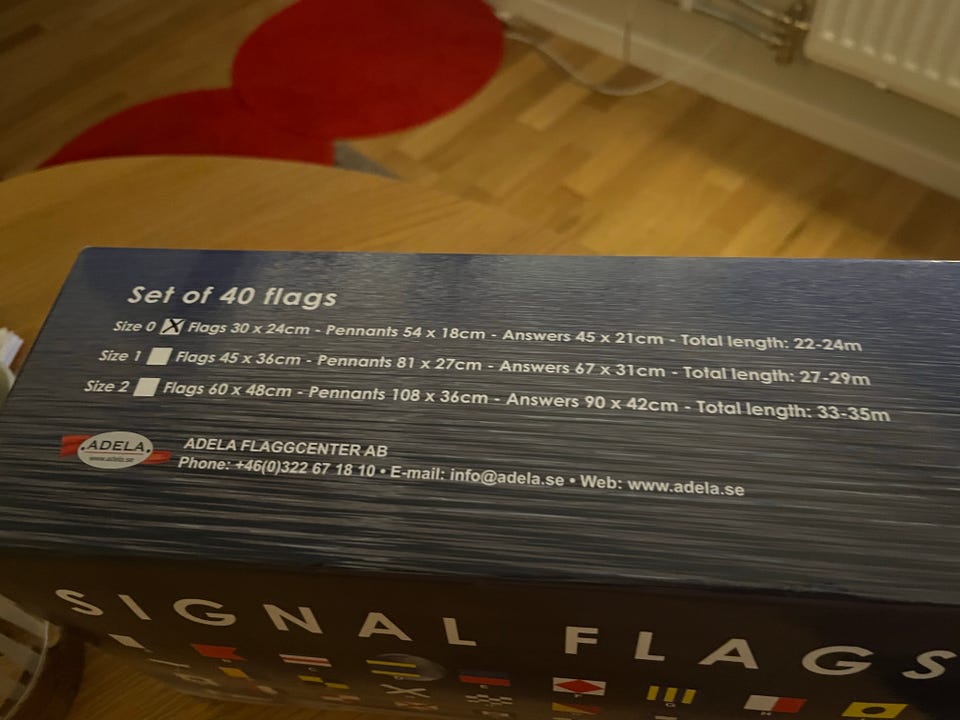 Set of 40 flags
Size 0 Flags 30 x 24cm - Pennants 54 x 18cm - Answers 45 x 21cm - Total length: 22-24m
Size 1 Flags 45 x 36cm - Pennants 81 x 27cm - Answers 67 x 31cm - Total length: 27-29m
Size 2 Flags 60 x 48cm - Pennants 108 x 36cm - Answers 90 x 42cm - Total length: 33-35m
•ADELA•
www.adela.se
ADELA FLAGGCENTER AB
Phone: +46(0)322 67 18 10 • E-mail: info@adela.se • Web: www.adela.se
SIGNAL FLAGS